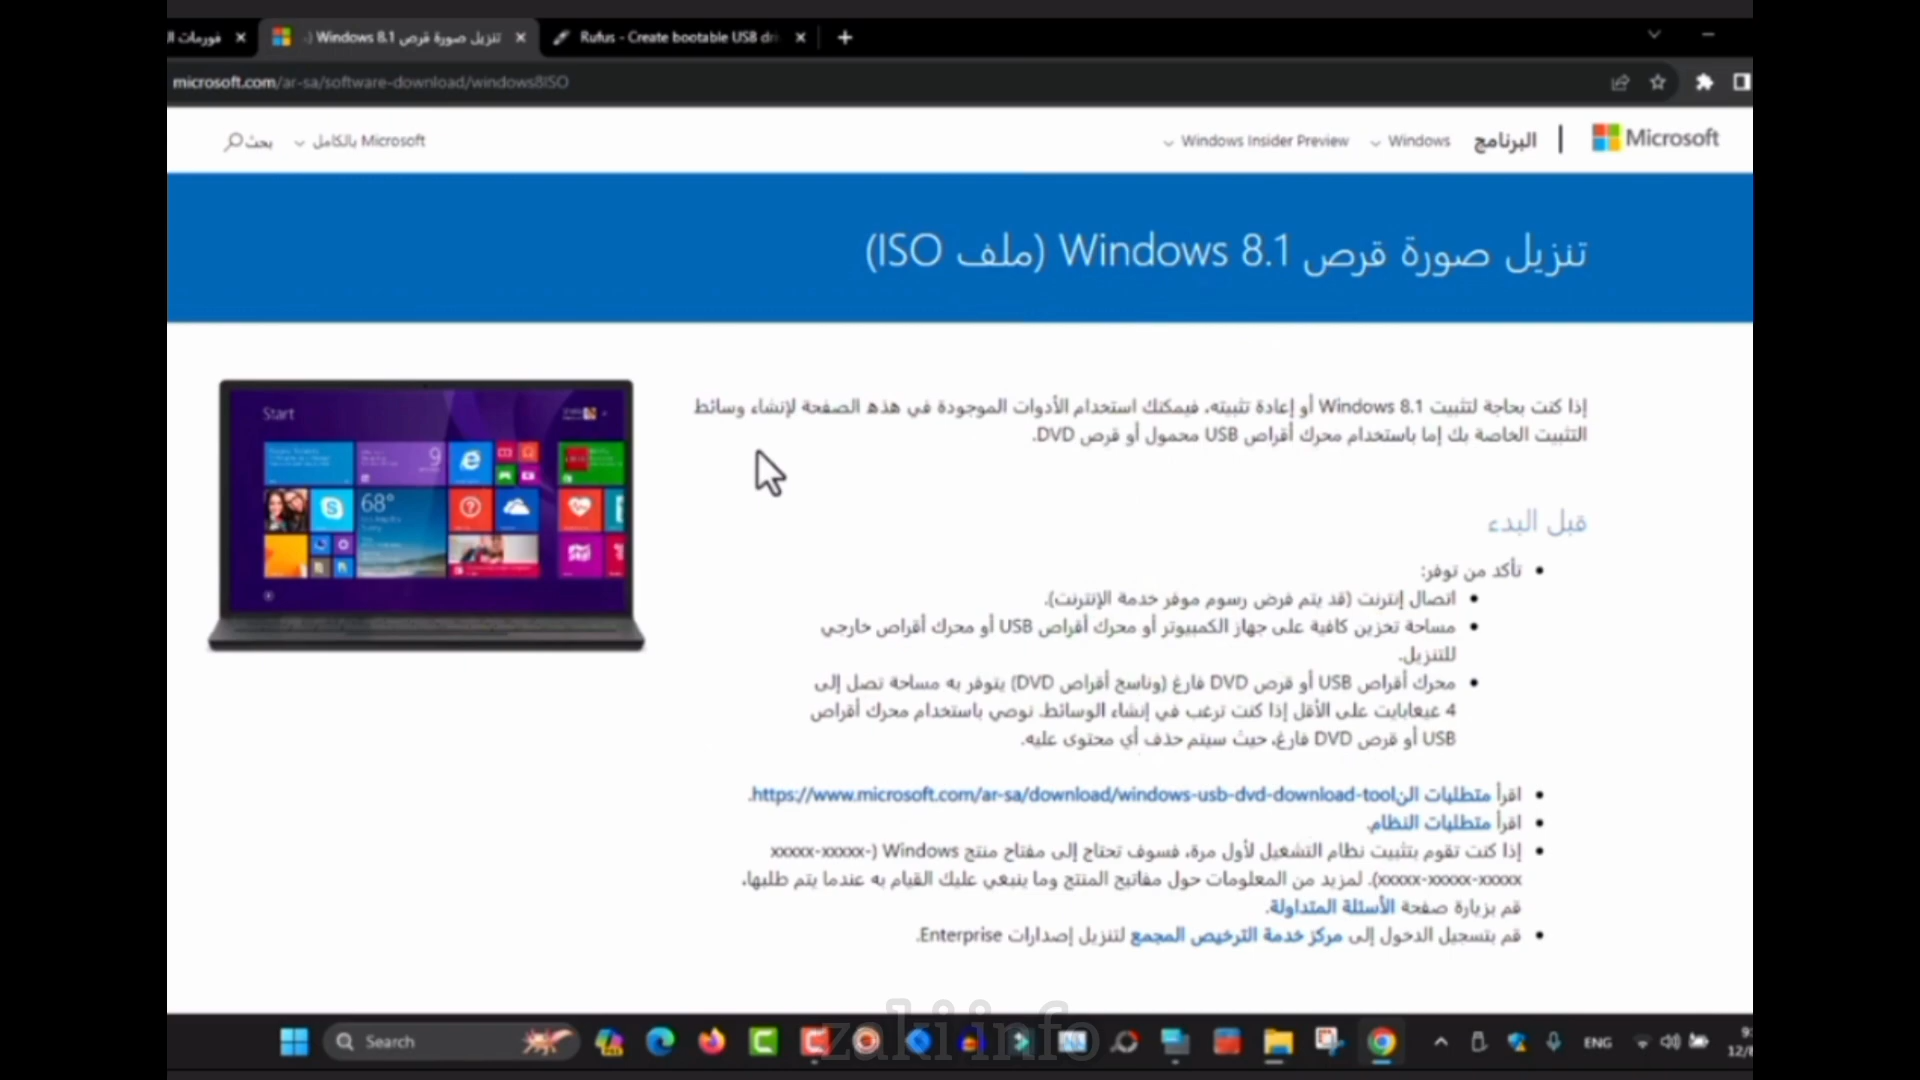 تنزيل صورة قرص Windows 8.1 (
Rufus - Create bootable USB dri
microsoft.com/ar-sa/software-download/windows8ISO
Microsoft
البرنامج
Windows
Windows Insider Preview
Microsoft بالكامل
بحث
تنزيل صورة قرص Windows 8.1 (ملف ISO)
Start
68°
9
إذا كنت بحاجة لتثبيت Windows 8.1 أو إعادة تثبيته، فيمكنك استخدام الأدوات الموجودة في هذه الصفحة لإنشاء وسائط
التثبيت الخاصة بك إما باستخدام محرك أقراص USB محمول أو قرص DVD.
قبل البدء
تأكد من توفر:
اتصال إنترنت (قد يتم فرض رسوم موفر خدمة الإنترنت).
مساحة تخزين كافية على جهاز الكمبيوتر أو محرك أقراص USB أو محرك أقراص خارجي
للتنزيل.
محرك أقراص USB أو قرص DVD فارغ (وناسخ أقراص DVD) يتوفر به مساحة تصل إلى
4 غيغابايت على الأقل إذا كنت ترغب في إنشاء الوسائط. نوصي باستخدام محرك أقراص
USB أو قرص DVD فارغ، حيث سيتم حذف أي محتوى عليه.
اقرأ متطلبات النhttps://www.microsoft.com/ar-sa/download/windows-usb-dvd-download-tool.
اقرأ متطلبات النظام.
إذا كنت تقوم بتثبيت نظام التشغيل لأول مرة، فسوف تحتاج إلى مفتاح منتج Windows (xxxxx-xxxxx-
xxxxx-xxxxx-xxxxx). لمزيد من المعلومات حول مفاتيح المنتج وما ينبغي عليك القيام به عندما يتم طلبها،
قم بزيارة صفحة الأسئلة المتداولة.
قم بتسجيل الدخول إلى مركز خدمة الترخيص المجمع لتنزيل إصدارات Enterprise.
zaki info
Search
ENG